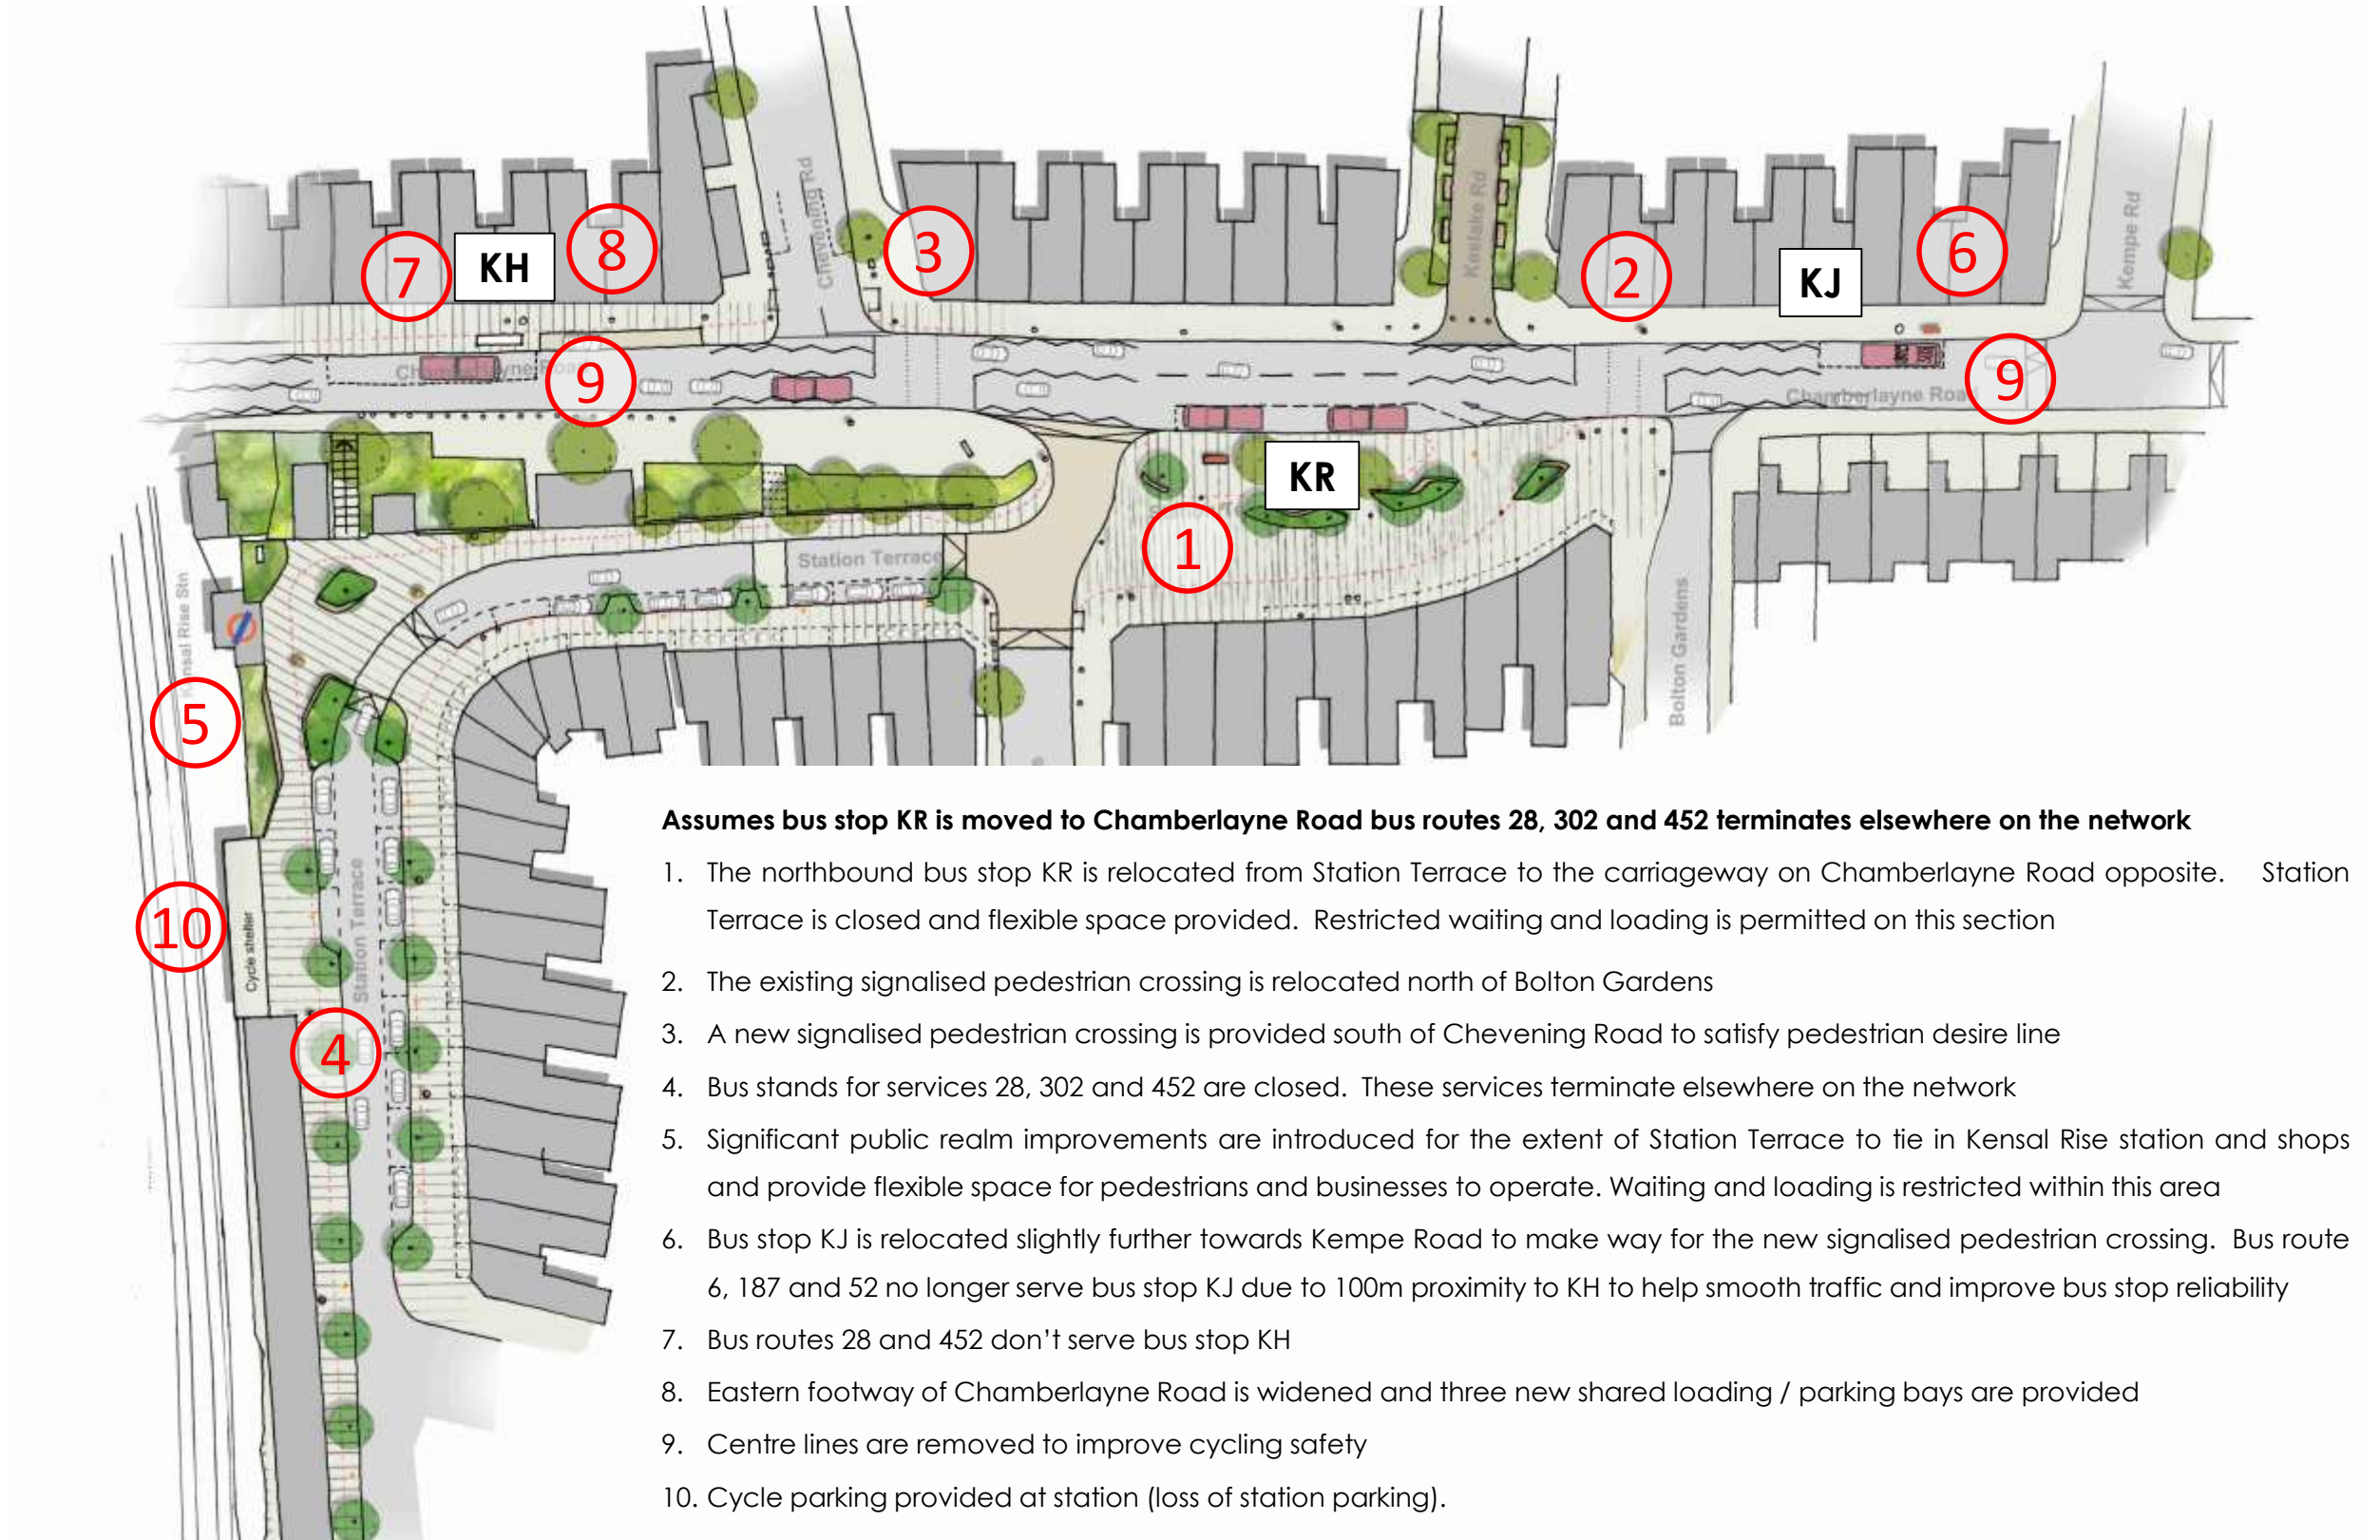 Chevening Rd
Keslake Rd
Kempe Rd
7
KH
8
3
2
KJ
6
9
9
Chamberlayne Road
KR
1
Station Terrace
Kensal Rise Stn
Bolton Gardens
5
10
Cycle shelter
Station Terrace
4
Assumes bus stop KR is moved to Chamberlayne Road bus routes 28, 302 and 452 terminates elsewhere on the network
1. The northbound bus stop KR is relocated from Station Terrace to the carriageway on Chamberlayne Road opposite. Station
Terrace is closed and flexible space provided. Restricted waiting and loading is permitted on this section
2. The existing signalised pedestrian crossing is relocated north of Bolton Gardens
3. A new signalised pedestrian crossing is provided south of Chevening Road to satisfy pedestrian desire line
4. Bus stands for services 28, 302 and 452 are closed. These services terminate elsewhere on the network
5. Significant public realm improvements are introduced for the extent of Station Terrace to tie in Kensal Rise station and shops
and provide flexible space for pedestrians and businesses to operate. Waiting and loading is restricted within this area
6. Bus stop KJ is relocated slightly further towards Kempe Road to make way for the new signalised pedestrian crossing. Bus route
6, 187 and 52 no longer serve bus stop KJ due to 100m proximity to KH to help smooth traffic and improve bus stop reliability
7. Bus routes 28 and 452 don't serve bus stop KH
8. Eastern footway of Chamberlayne Road is widened and three new shared loading / parking bays are provided
9. Centre lines are removed to improve cycling safety
10. Cycle parking provided at station (loss of station parking).